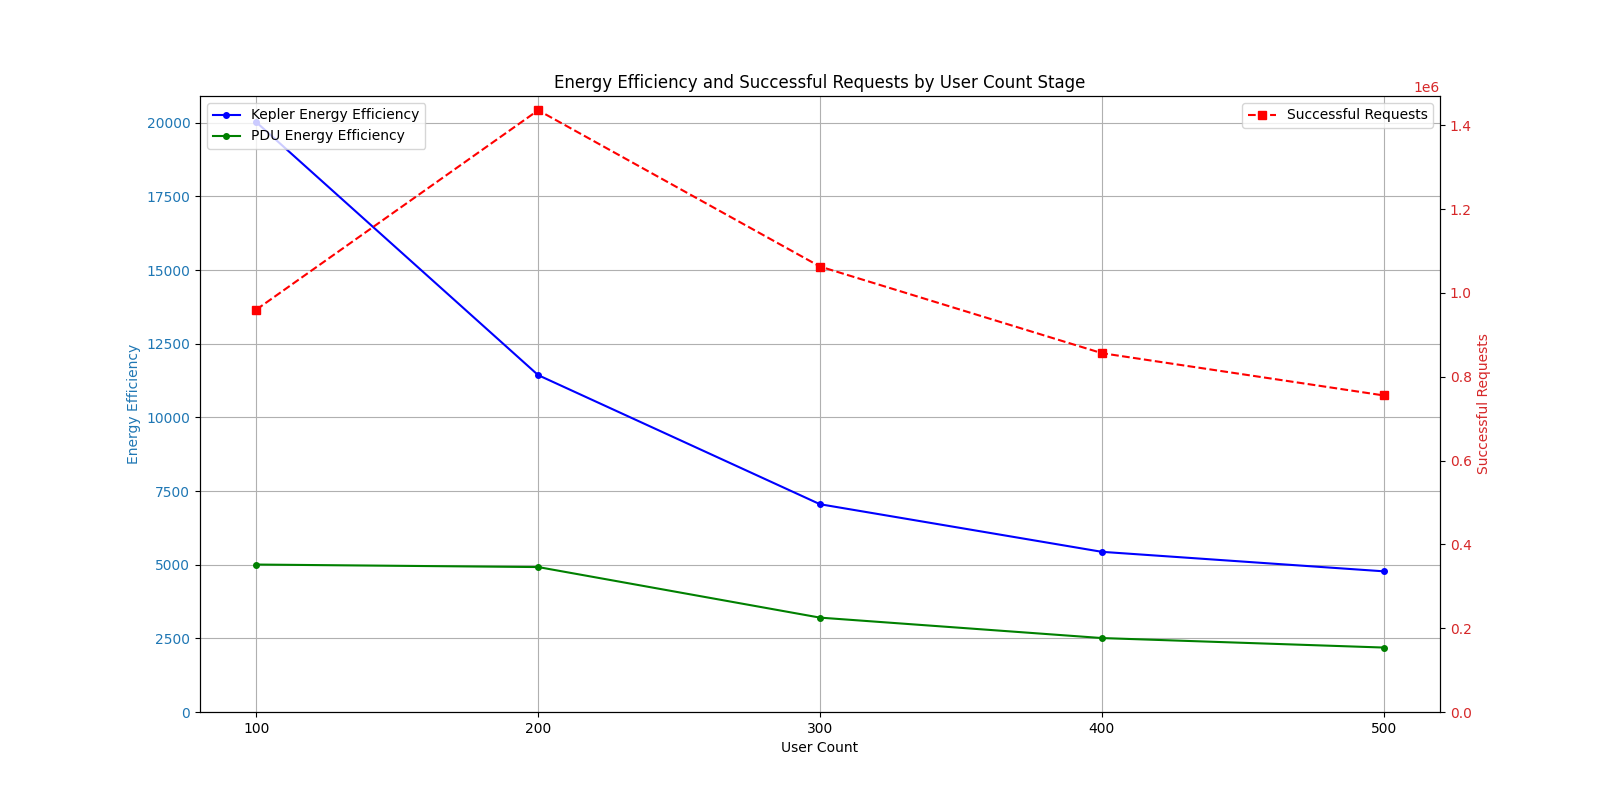 Energy Efficiency and Successful Requests by User Count Stage
1e6
Kepler Energy Efficiency
PDU Energy Efficiency
Successful Requests
20000
17500
15000
12500
10000
7500
5000
2500
0
Energy Efficiency
1.4
1.2
1.0
0.8
0.6
0.4
0.2
0.0
Successful Requests
100 200 300 400 500
User Count